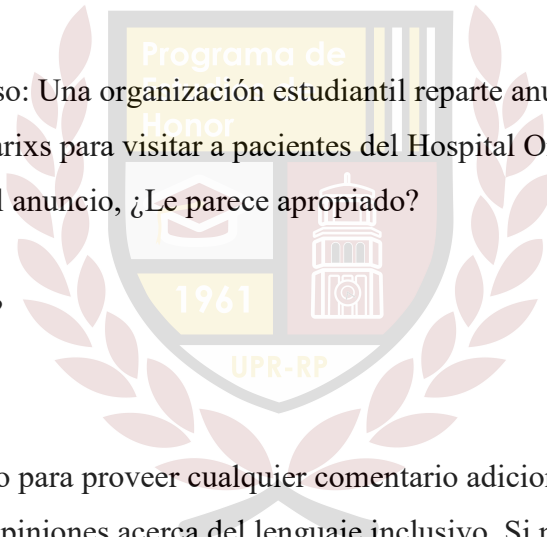 Programa de
Honor
so: Una organización estudiantil reparte anu
arixs para visitar a pacientes del Hospital O
l anuncio, ¿Le parece apropiado?
1961
?
UPR-RP
o para proveer cualquier comentario adicion
piniones acerca del lenguaje inclusivo. Si